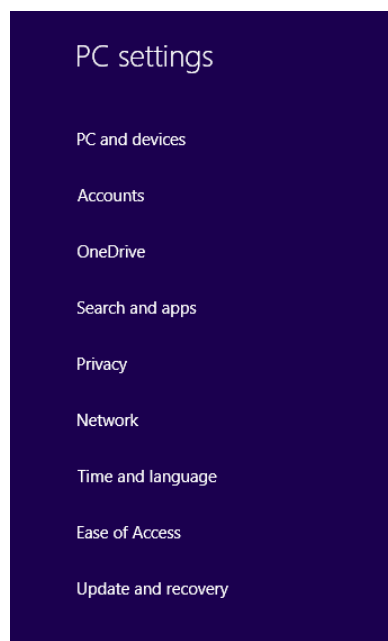 PC settings
PC and devices
Accounts
OneDrive
Search and apps
Privacy
Network
Time and language
Ease of Access
Update and recovery